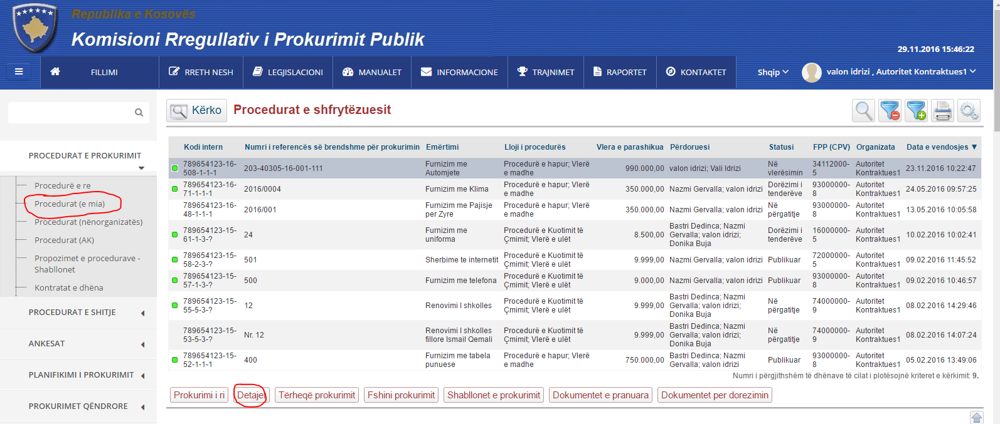 Republika e Kosovës
Komisioni Rregullativ i Prokurimit Publik
29.11.2016 15:46:22
FILLIMI RRETH NESH LEGJISLACIONI MANUALET INFORMACIONE TRAJNIMET RAPORTET KONTAKTET Shqip valon idrizi , Autoritet Kontraktues1
PROCEDURAT E PROKURIMIT
Procedurë e re
Procedurat (e mia)
Procedurat (nënorganizatës)
Procedurat (AK)
Propozimet e procedurave -
Shabllonet
Kontratat e dhëna
PROCEDURAT E SHITJE
ANKESAT
PLANIFIKIMI I PROKURIMIT
PROKURIMET QËNDRORE
Kërko Procedurat e shfrytëzuesit
Kodi intern Numri i referencës së brendshme për prokurimin Emërtimi Lloji i procedurës Vlera e parashikua Përdoruesi Statusi FPP (CPV) Organizata Data e vendosjes ▼
789654123-16-508-1-1-1 203-40305-16-001-111 Furnizim me Automjete Procedurë e hapur; Vlerë e madhe 990.000,00 valon idrizi; Vali Idrizi Në vlerësimin 34112000-5 Autoritet Kontraktues1 23.11.2016 10:22:47
789654123-16-71-1-1-1 2016/0004 Furnizim me Klima Procedurë e hapur; Vlerë e madhe 350.000,00 Nazmi Gervalla; valon idrizi Dorëzimi i tenderëve 93000000-8 Autoritet Kontraktues1 24.05.2016 09:57:25
789654123-16-48-1-1-1 2016/001 Furnizim me Pajisje per Zyre Procedurë e hapur; Vlerë e madhe 350.000,00 Nazmi Gervalla; valon idrizi Në përgatitje 93000000-8 Autoritet Kontraktues1 13.05.2016 10:05:58
789654123-15-61-1-3-? 24 Furnizim me uniforma Procedurë e Kuotimit të Çmimit; Vlerë e ulët 8.500,00 Bastri Dedinca; Nazmi Gervalla; valon idrizi; Donika Buja Dorëzimi i tenderëve 16000000-5 Autoritet Kontraktues1 10.02.2016 10:02:41
789654123-15-58-2-3-? 501 Sherbime te internetit Procedurë e Kuotimit të Çmimit; Vlerë e ulët 9.999,00 Nazmi Gervalla; valon idrizi Publikuar 72000000-5 Autoritet Kontraktues1 09.02.2016 11:45:52
789654123-15-57-1-3-? 500 Furnizim me telefona Procedurë e Kuotimit të Çmimit; Vlerë e ulët 9.000,00 Nazmi Gervalla; valon idrizi Publikuar 93000000-8 Autoritet Kontraktues1 09.02.2016 10:46:57
789654123-15-55-5-3-? 12 Renovimi I shkolles Procedurë e Kuotimit të Çmimit; Vlerë e ulët 9.999,00 Bastri Dedinca; Nazmi Gervalla; valon idrizi; Donika Buja Në përgatitje 74000000-9 Autoritet Kontraktues1 08.02.2016 14:29:46
789654123-15-53-5-3-? Nr. 12 Renovimi I shkolles fillore Ismail Qemali Procedurë e Kuotimit të Çmimit; Vlerë e ulët 9.999,00 Bastri Dedinca; Nazmi Gervalla; valon idrizi; Donika Buja Në përgatitje 74000000-9 Autoritet Kontraktues1 08.02.2016 14:07:24
789654123-15-52-1-1-1 400 Furnizim me tabela punuese Procedurë e hapur; Vlerë e madhe 750.000,00 Bastri Dedinca; Nazmi Gervalla; valon idrizi Publikuar 93000000-8 Autoritet Kontraktues1 05.02.2016 13:49:06
Numri i përgjithshëm të dhënave të cilat i plotësojnë kriteret e kërkimit: 9.
Prokurimi i ri Detajet Tërheqë prokurimit Fshini prokurimit Shabllonet e prokurimit Dokumentet e pranuara Dokumentet per dorezimin